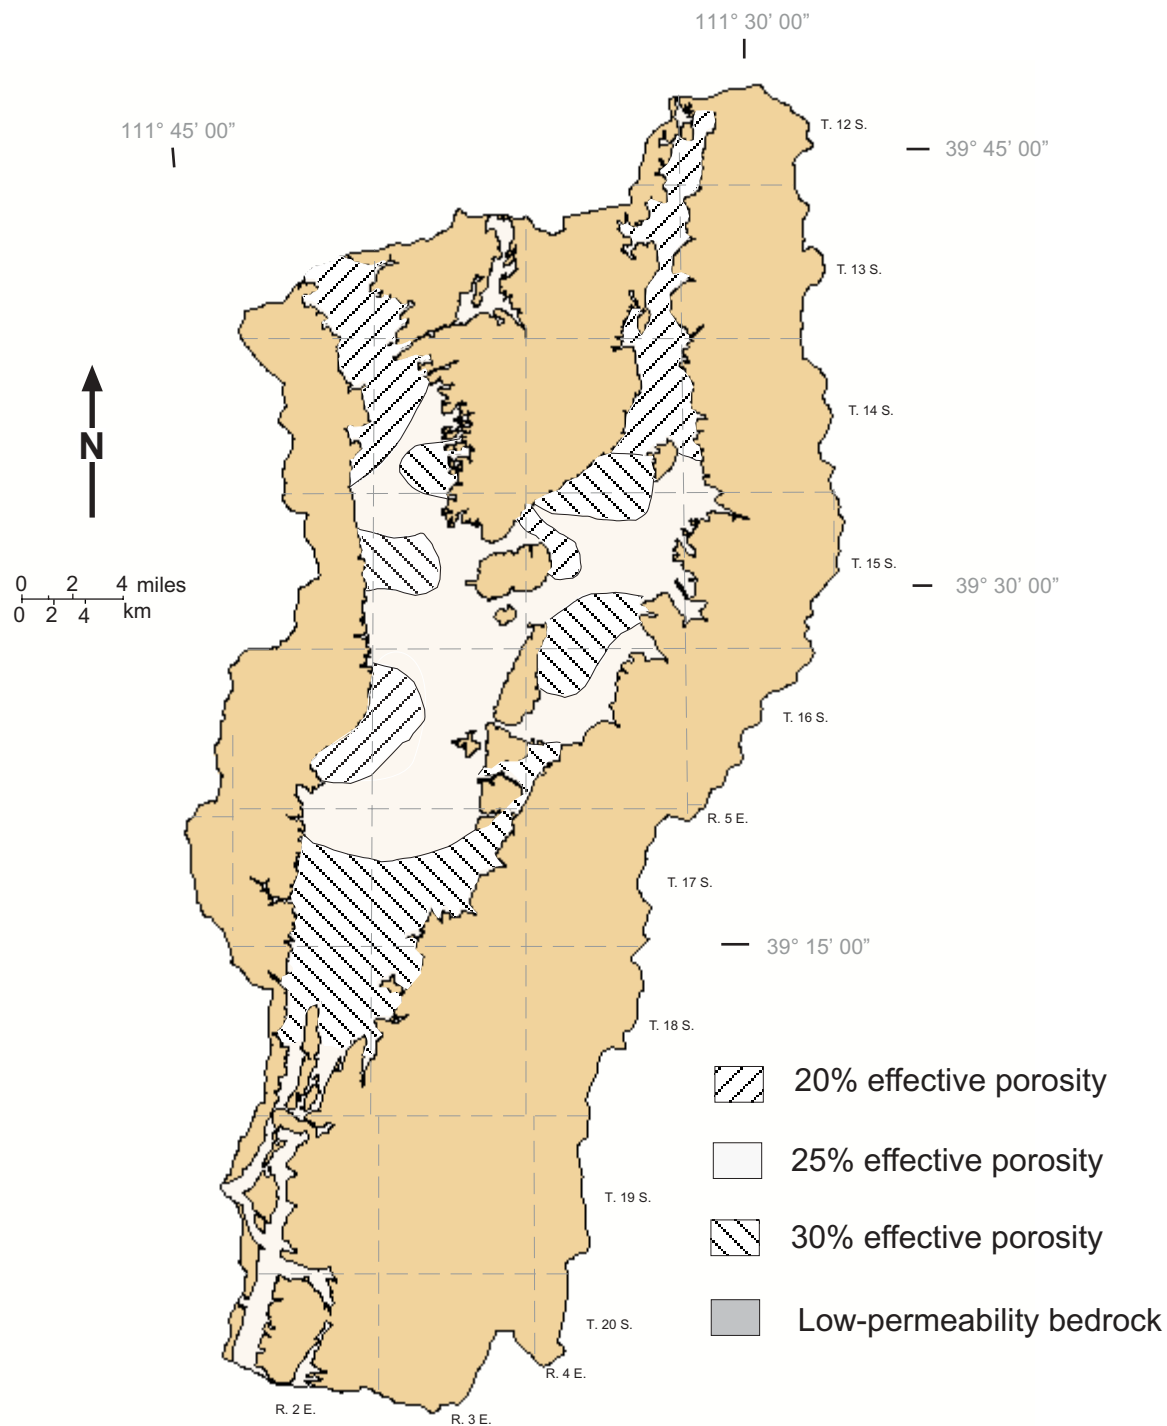 111° 30’ 00”
111° 45’ 00”
T. 12 S.
39° 45’ 00”
T. 13 S.
N
T. 14 S.
0 2 4 miles
0 2 4 km
T. 15 S.
39° 30’ 00”
T. 16 S.
R. 5 E.
T. 17 S.
39° 15’ 00”
T. 18 S.
20% effective porosity
25% effective porosity
T. 19 S.
30% effective porosity
T. 20 S.
Low-permeability bedrock
R. 4 E.
R. 2 E.
R. 3 E.